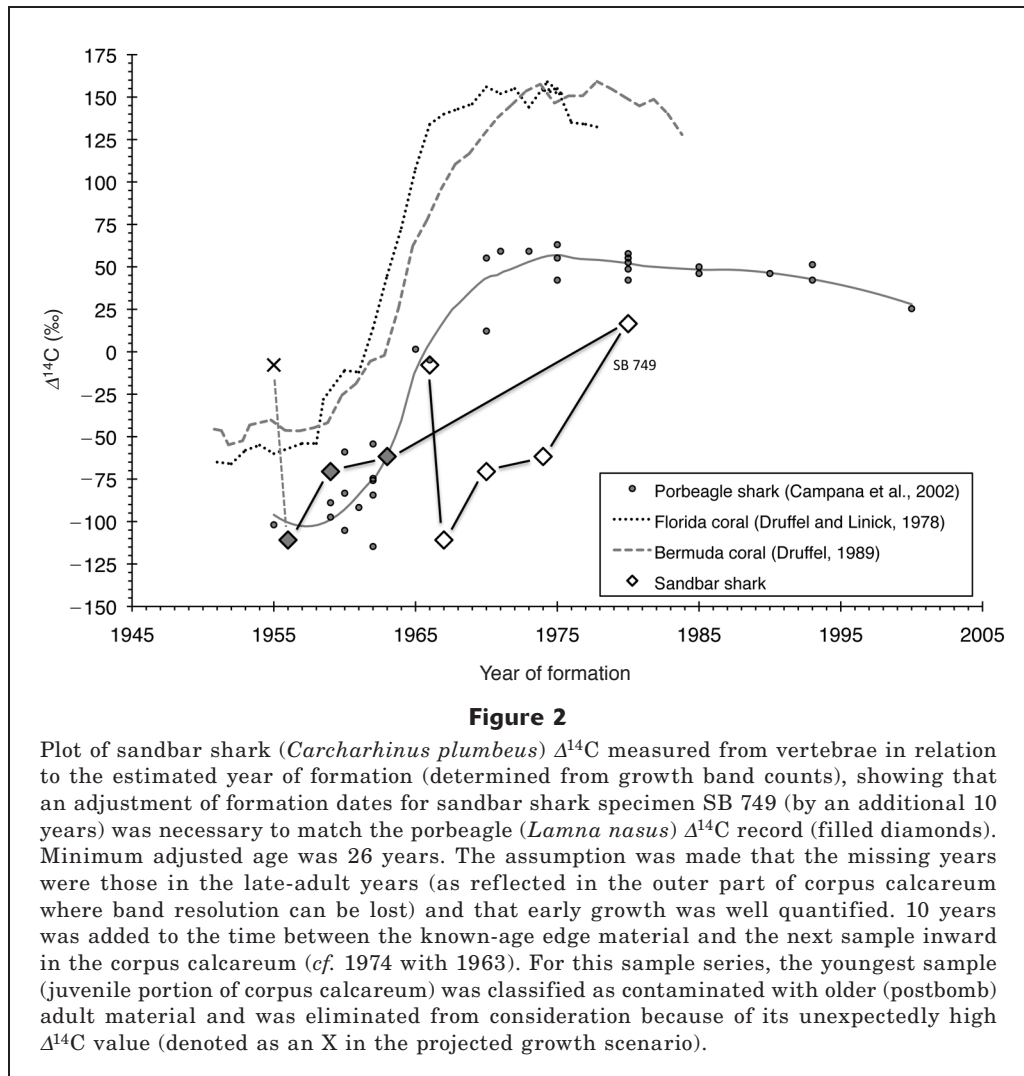 175
150
125
100
75
50
25
0
−25
−50
−75
−100
−125
−150
Δ¹⁴C (‰)
SB 749
Porbeagle shark (Campana et al., 2002)
Florida coral (Druffel and Linick, 1978)
Bermuda coral (Druffel, 1989)
Sandbar shark
1945 1955 1965 1975 1985 1995 2005
Year of formation
Figure 2
Plot of sandbar shark (Carcharhinus plumbeus) Δ¹⁴C measured from vertebrae in relation
to the estimated year of formation (determined from growth band counts), showing that
an adjustment of formation dates for sandbar shark specimen SB 749 (by an additional 10
years) was necessary to match the porbeagle (Lamna nasus) Δ¹⁴C record (filled diamonds).
Minimum adjusted age was 26 years. The assumption was made that the missing years
were those in the late-adult years (as reflected in the outer part of corpus calcareum
where band resolution can be lost) and that early growth was well quantified. 10 years
was added to the time between the known-age edge material and the next sample inward
in the corpus calcareum (cf. 1974 with 1963). For this sample series, the youngest sample
(juvenile portion of corpus calcareum) was classified as contaminated with older (postbomb)
adult material and was eliminated from consideration because of its unexpectedly high
Δ¹⁴C value (denoted as an X in the projected growth scenario).